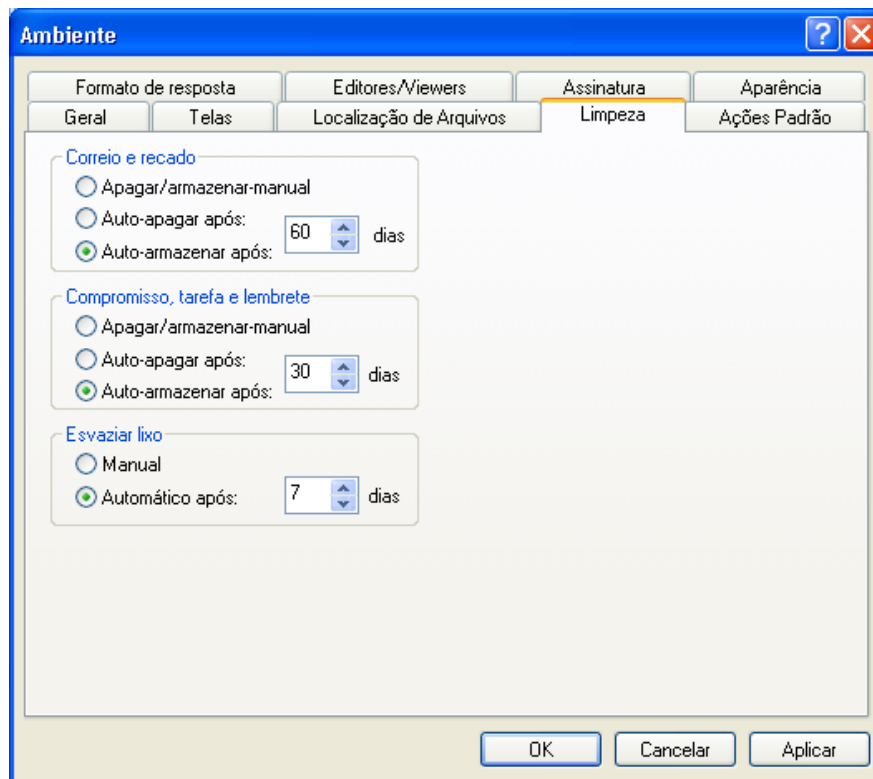 Ambiente
Formato de resposta Editores/Viewers Assinatura Aparência
Geral Telas Localização de Arquivos Limpeza Ações Padrão
Correio e recado
Apagar/armazenar-manual
Auto-apagar após:
60 dias
Auto-armazenar após:
Compromisso, tarefa e lembrete
Apagar/armazenar-manual
Auto-apagar após:
30 dias
Auto-armazenar após:
Esvaziar lixo
Manual
Automático após: 7 dias
OK Cancelar Aplicar